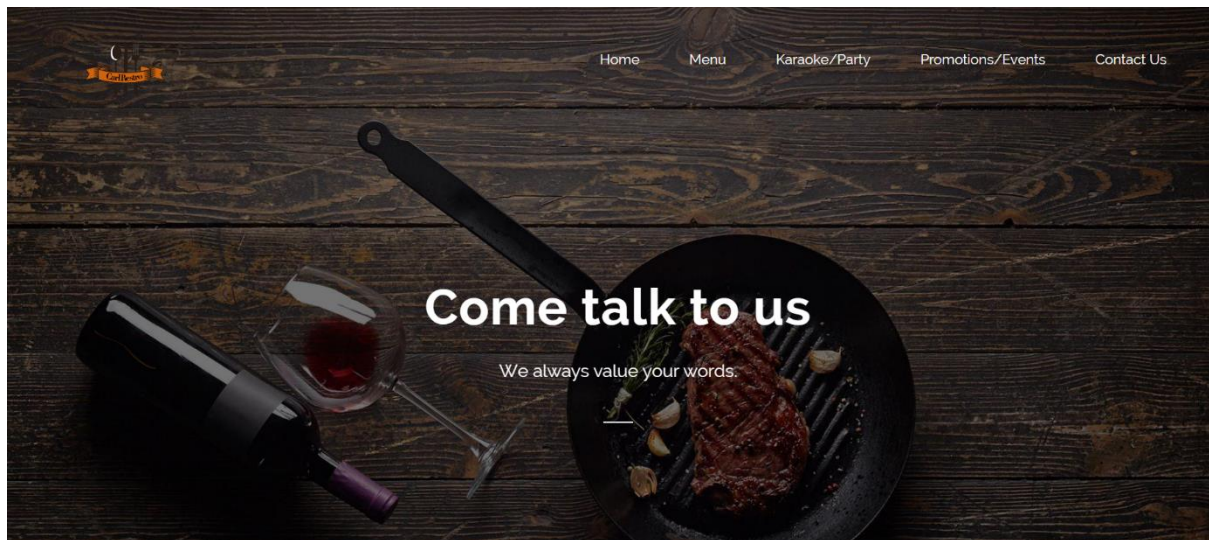 Home Menu Karaoke/Party Promotions/Events Contact Us
Come talk to us
We always value your words.